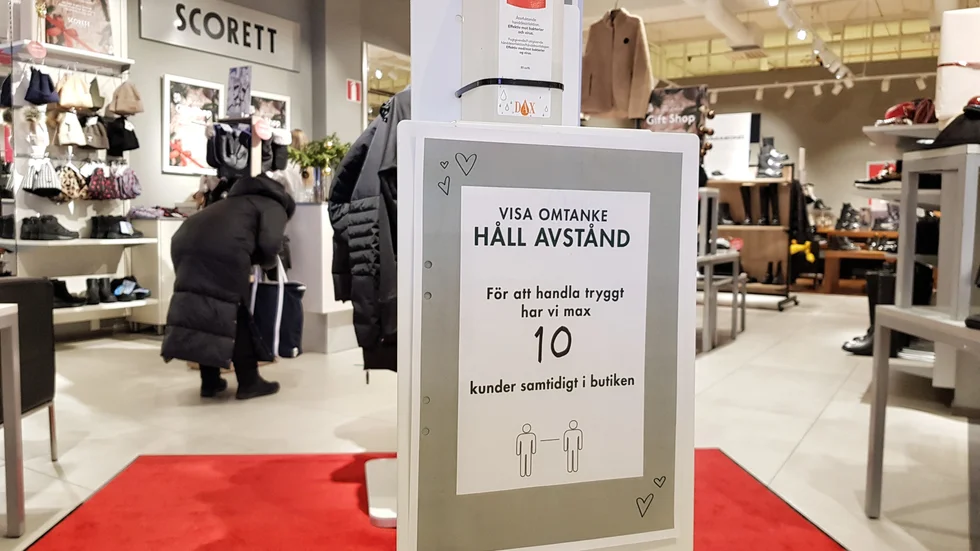 SCORETT
DAX
Gift Shop
VISA OMTANKE
HÅLL AVSTÅND
För att handla tryggt
har vi max
10
kunder samtidigt i butiken